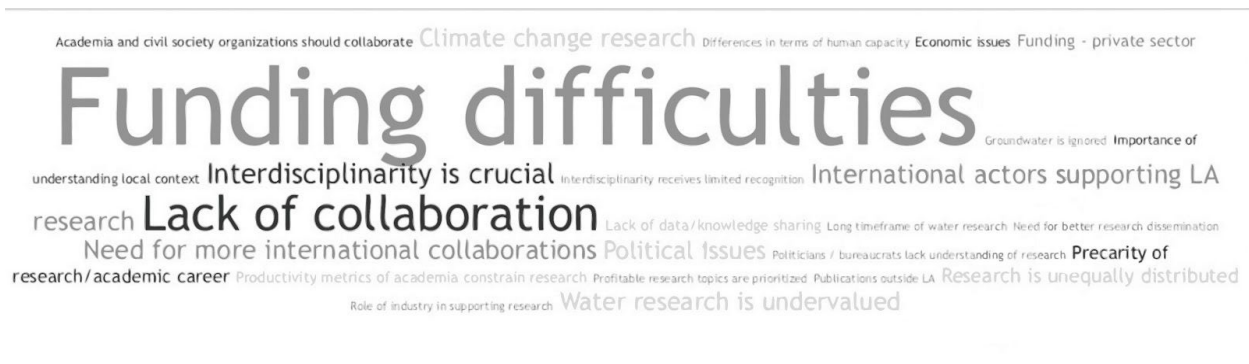 Academia and civil society organizations should collaborate Climate change research Differences in terms of human capacity Economic issues Funding - private sector
Funding difficulties Groundwater is ignored Importance of
understanding local context Interdisciplinarity is crucial Interdisciplinarity receives limited recognition International actors supporting LA
research Lack of collaboration Lack of data/knowledge sharing Long timeframe of water research Need for better research dissemination
Need for more international collaborations Political issues Politicians / bureaucrats lack understanding of research Precarity of
research/academic career Productivity metrics of academia constrain research Profitable research topics are prioritized Publications outside LA Research is unequally distributed
Role of industry in supporting research Water research is undervalued